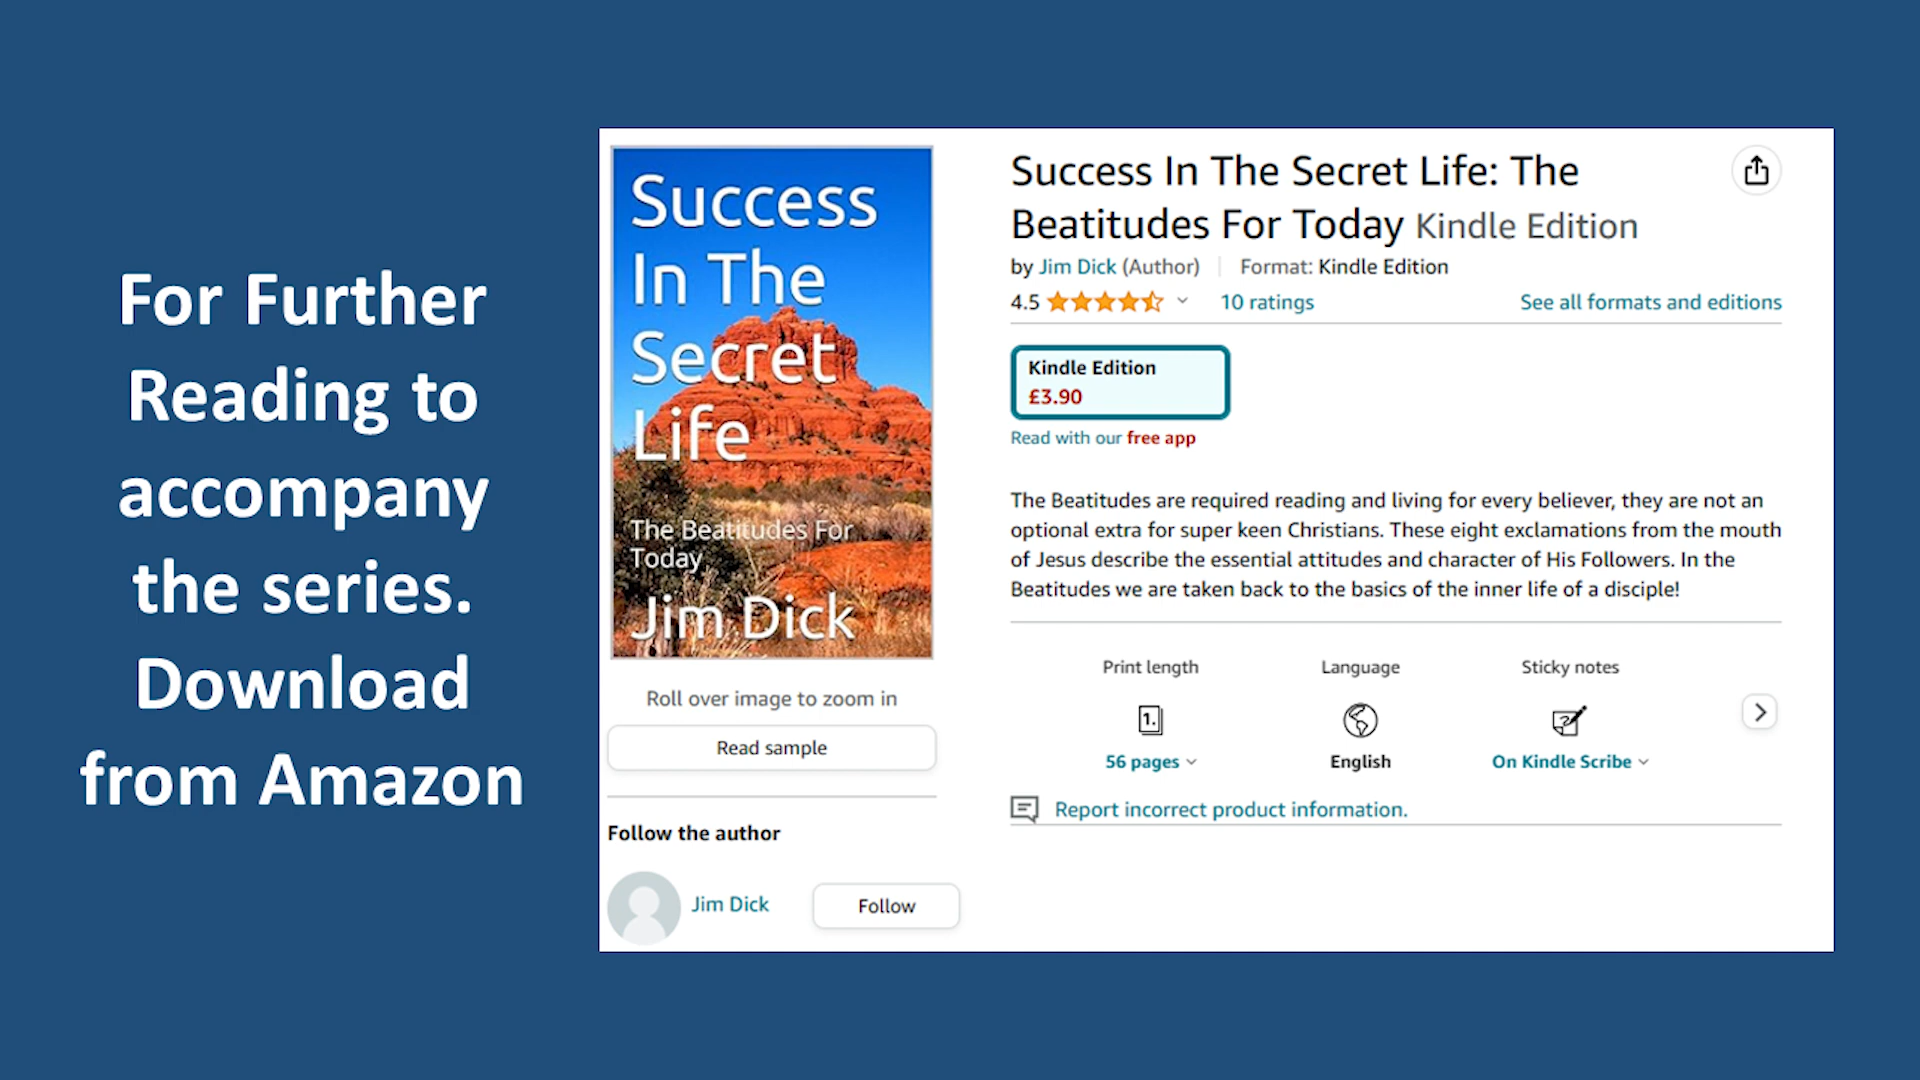 For Further
Reading to
accompany
the series.
Download
from Amazon
Success
In The
Secret
Life
The Beatitudes For
Today
Jim Dick
Roll over image to zoom in
Read sample
Follow the author
Jim Dick
Follow
Success In The Secret Life: The
Beatitudes For Today Kindle Edition
by Jim Dick (Author) | Format: Kindle Edition
4.5 10 ratings See all formats and editions
Kindle Edition
£3.90
Read with our free app
The Beatitudes are required reading and living for every believer, they are not an
optional extra for super keen Christians. These eight exclamations from the mouth
of Jesus describe the essential attitudes and character of His Followers. In the
Beatitudes we are taken back to the basics of the inner life of a disciple!
Print length Language Sticky notes
1.
56 pages English On Kindle Scribe
Report incorrect product information.